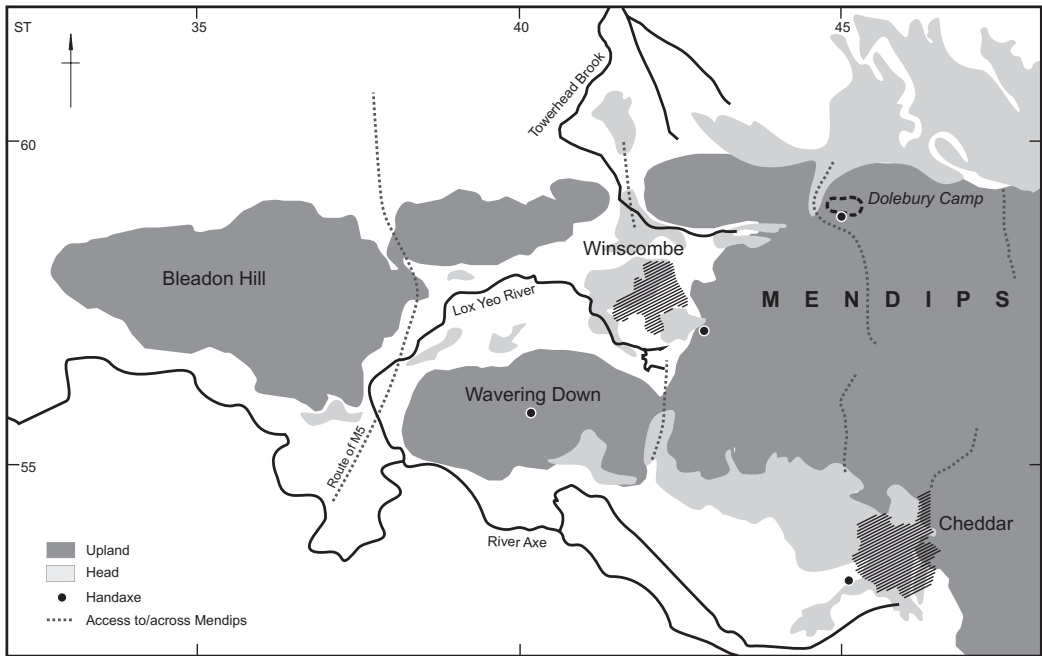 ST
35
40
45
Towerhead Brook
60
Dolebury Camp
Winscombe
Bleadon Hill
MENDIPS
Lox Yeo River
Wavering Down
Route of M5
55
Cheddar
River Axe
Upland
Head
Handaxe
Access to/across Mendips